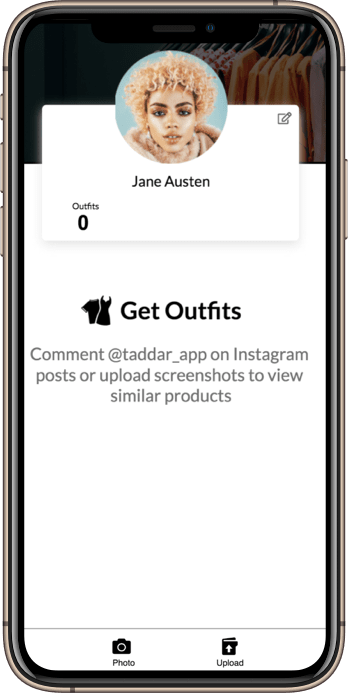 Jane Austen
Outfits
0
Get Outfits
Comment @taddar_app on Instagram
posts or upload screenshots to view
similar products
Photo
Upload